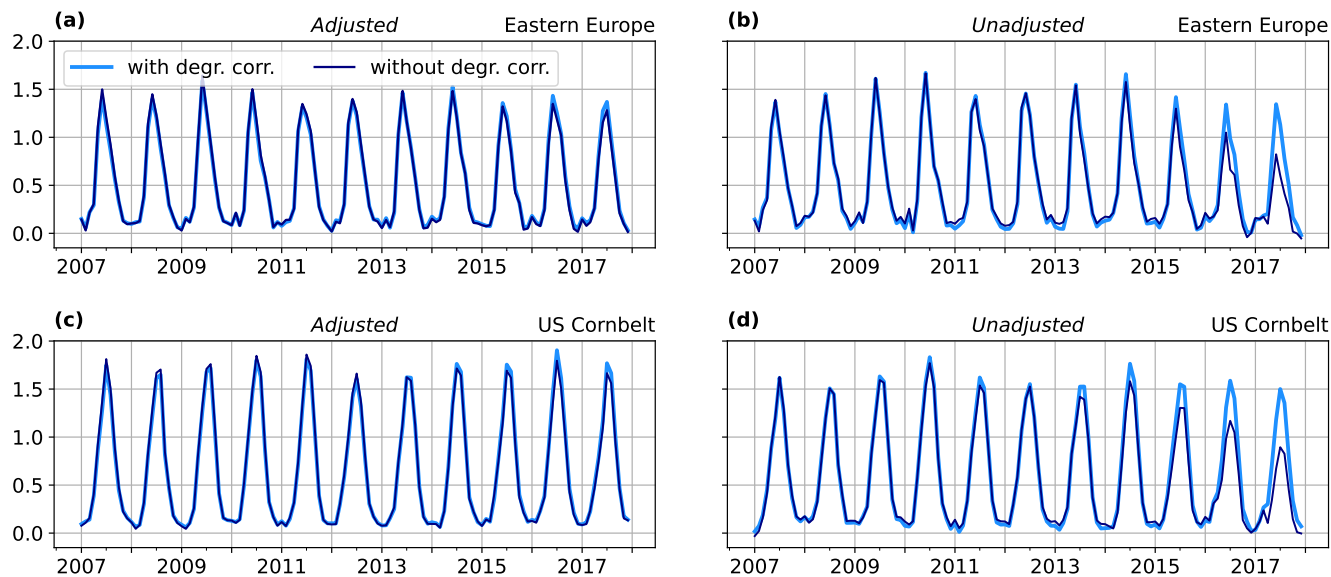 (a) Adjusted Eastern Europe
with degr. corr. without degr. corr.
2.0
1.5
1.0
0.5
0.0
2007 2009 2011 2013 2015 2017
(b) Unadjusted Eastern Europe
2007 2009 2011 2013 2015 2017
(c) Adjusted US Cornbelt
2.0
1.5
1.0
0.5
0.0
2007 2009 2011 2013 2015 2017
(d) Unadjusted US Cornbelt
2007 2009 2011 2013 2015 2017